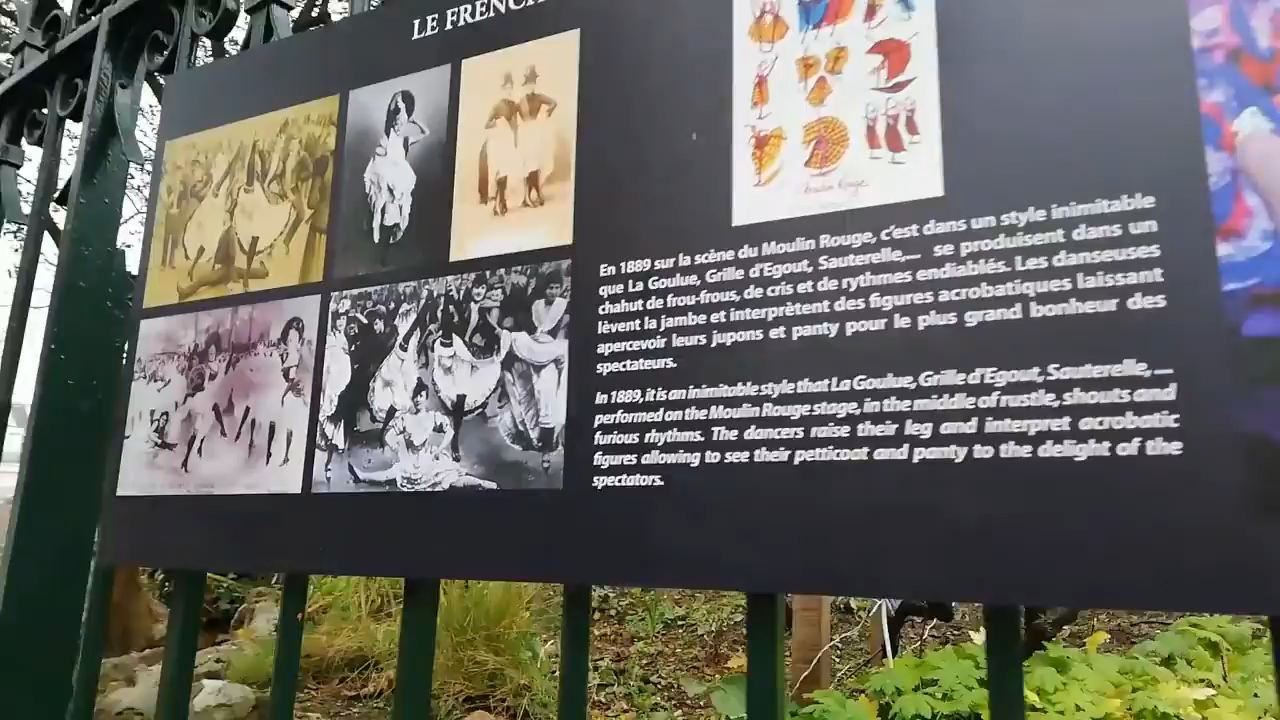 LE FRENCH
Moulin Rouge
En 1889 sur la scène du Moulin Rouge, c'est dans un style inimitable
que La Goulue, Grille d'Egout, Sauterelle,... se produisent dans un
chahut de frou-frous, de cris et de rythmes endiablés. Les danseuses
lèvent la jambe et interprètent des figures acrobatiques laissant
apercevoir leurs jupons et panty pour le plus grand bonheur des
spectateurs.
In 1889, it is an inimitable style that La Goulue, Grille d'Egout, Sauterelle, ...
performed on the Moulin Rouge stage, in the middle of rustle, shouts and
furious rhythms. The dancers raise their leg and interpret acrobatic
figures allowing to see their petticoat and panty to the delight of the
spectators.